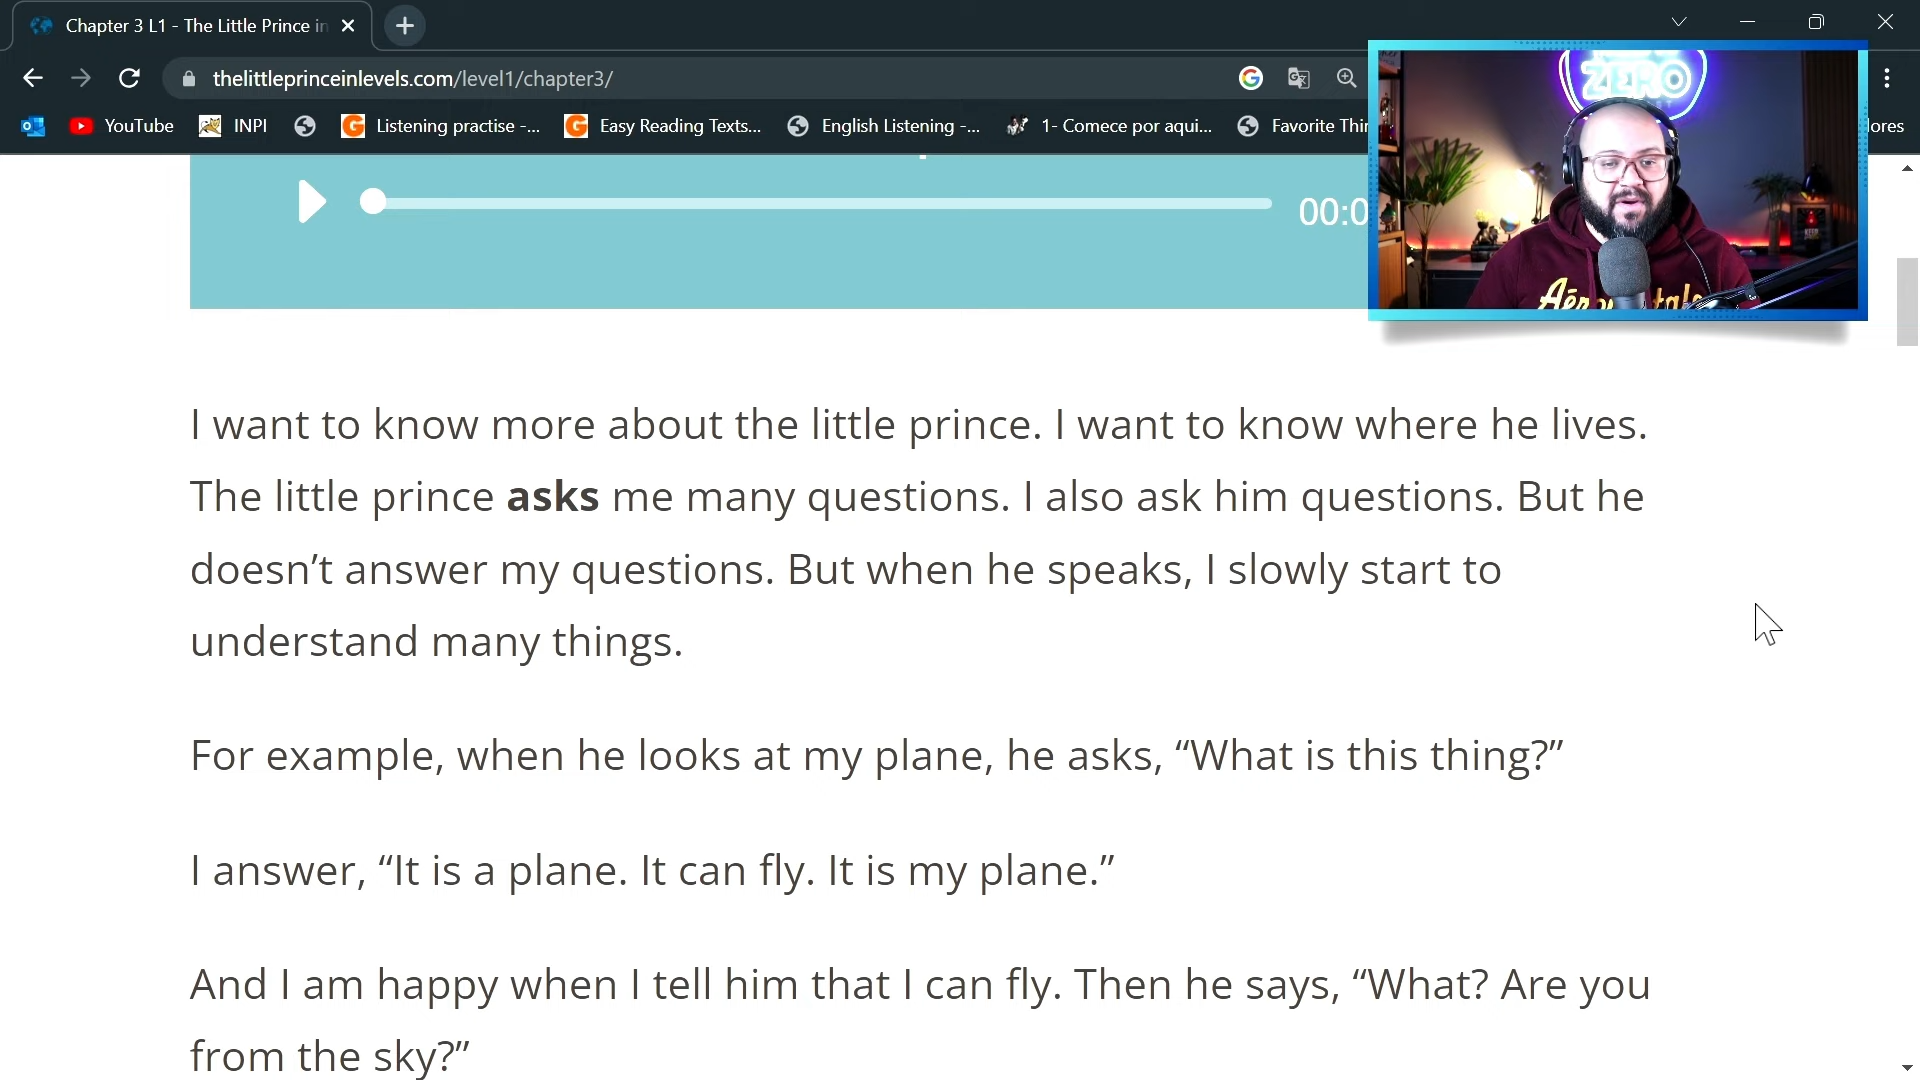 Chapter 3 L1 - The Little Prince in
thelittleprinceinlevels.com/level1/chapter3/
YouTube INPI Listening practise -... Easy Reading Texts... English Listening -... 1- Comece por aqui... Favorite Thin
ZERO
00:0
I want to know more about the little prince. I want to know where he lives.
The little prince asks me many questions. I also ask him questions. But he
doesn’t answer my questions. But when he speaks, I slowly start to
understand many things.
For example, when he looks at my plane, he asks, “What is this thing?”
I answer, “It is a plane. It can fly. It is my plane.”
And I am happy when I tell him that I can fly. Then he says, “What? Are you
from the sky?”